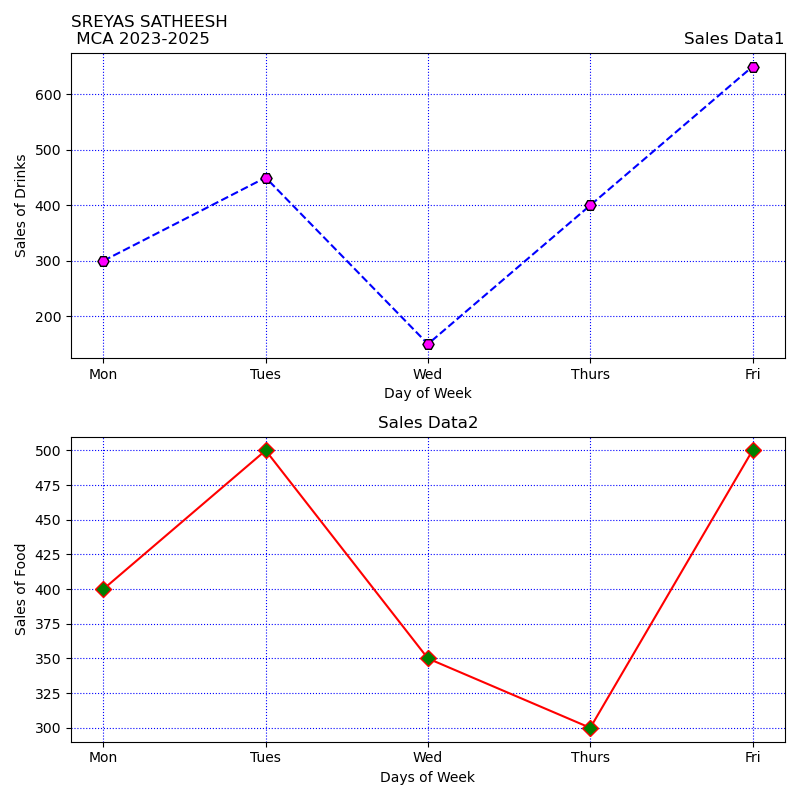 SREYAS SATHEESH
MCA 2023-2025
Sales Data1
600
500
400
300
200
Sales of Drinks
Mon Tues Wed Thurs Fri
Day of Week
Sales Data2
500
475
450
425
400
375
350
325
300
Sales of Food
Mon Tues Wed Thurs Fri
Days of Week